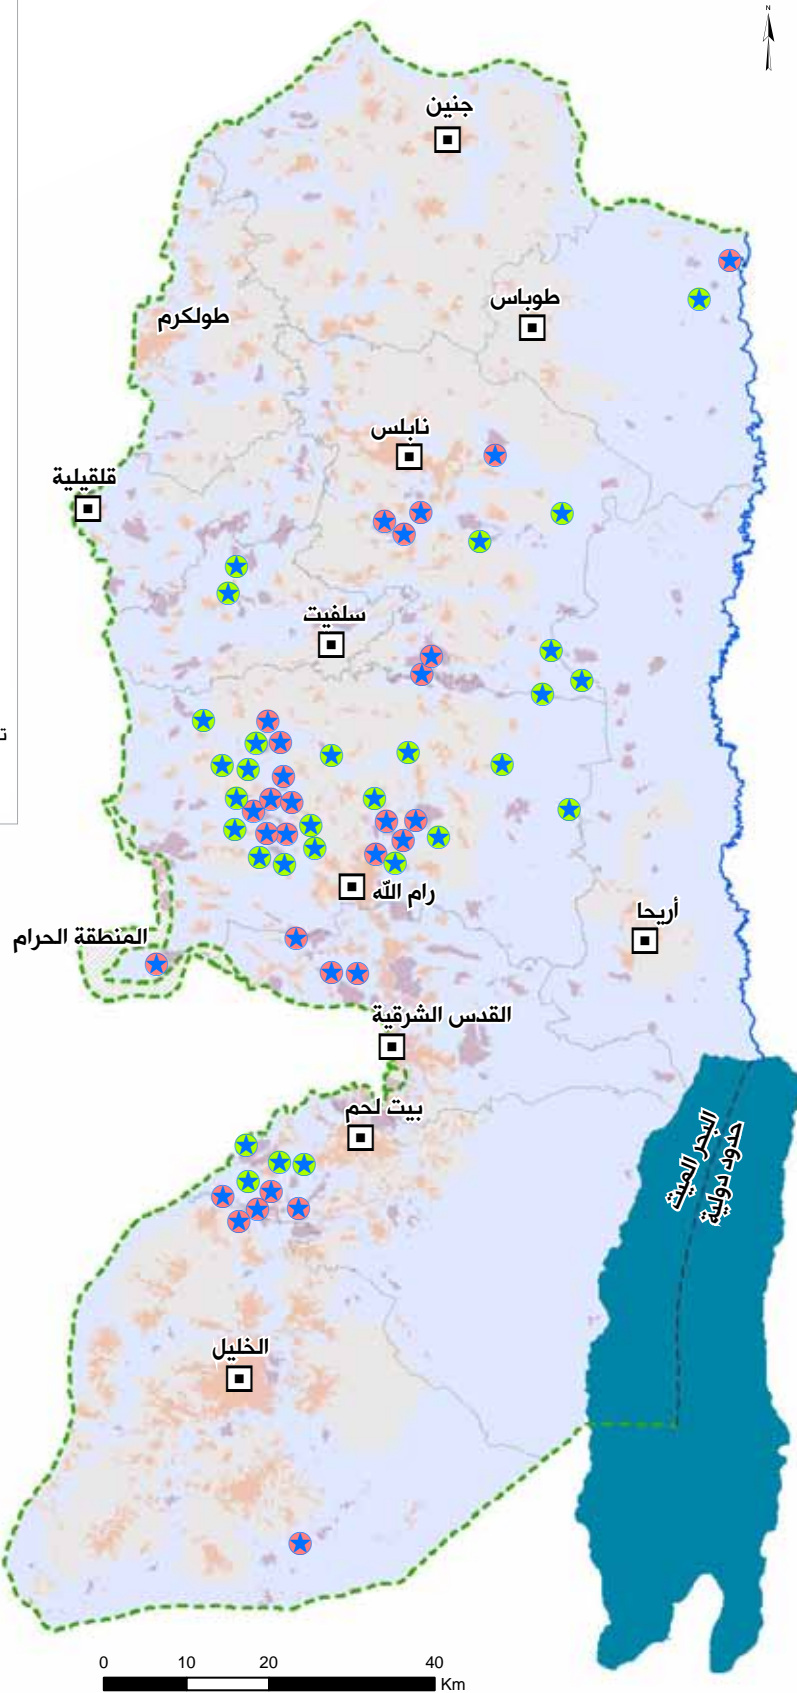 N
جنين
طوباس
طولكرم
نابلس
قلقيلية
سلفيت
رام الله
أريحا
المنطقة الحرام
القدس الشرقية
بيت لحم
البحر الميت
حدود دولية
الخليل
0 10 20 40
Km